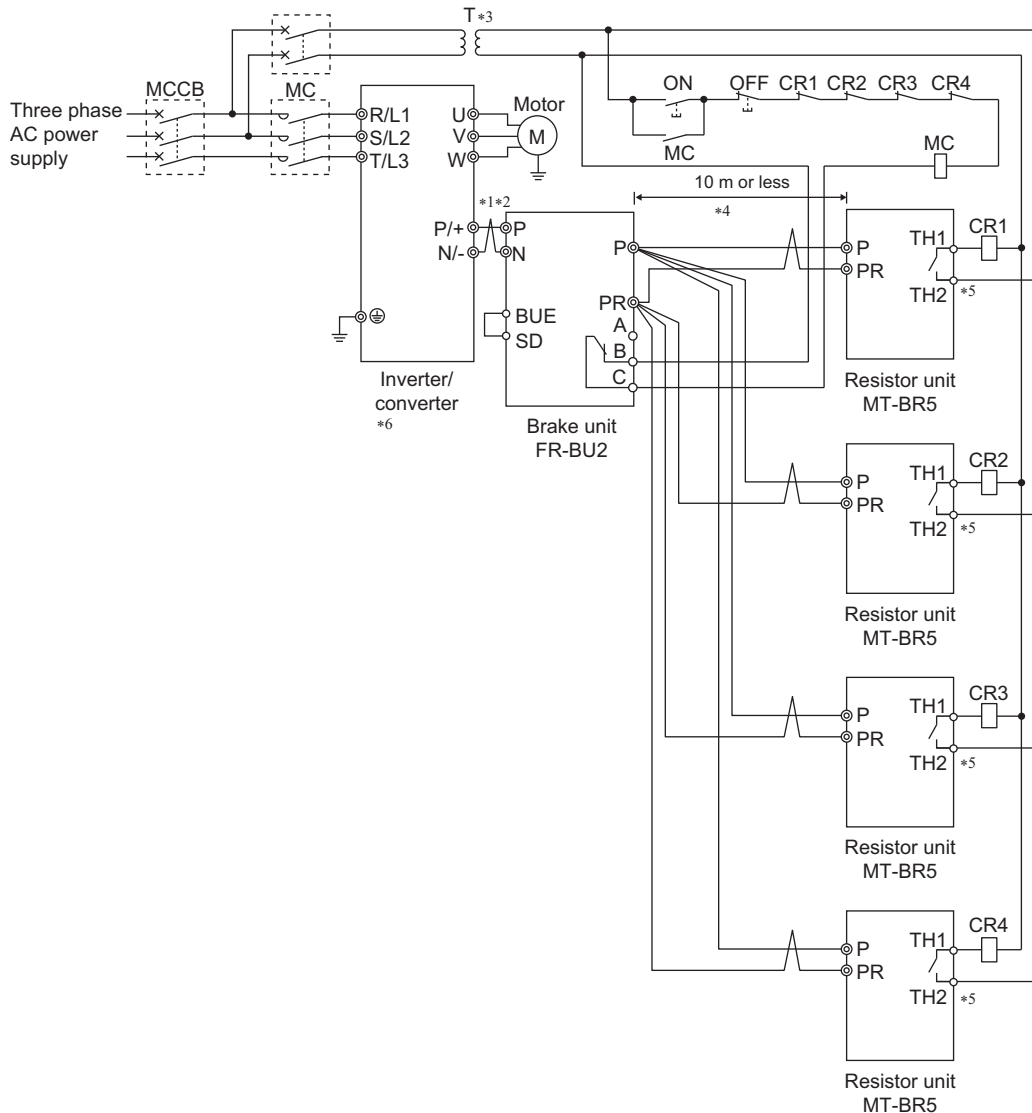 T *3
MCCB
MC
Three phase
AC power
supply
R/L1
S/L2
T/L3
U
V
W
Motor
M
ON
OFF
CR1
CR2
CR3
CR4
MC
MC
10 m or less
*4
*1*2
P/+
N/-
P
N
BUE
SD
P
PR
A
B
C
Inverter/
converter
*6
Brake unit
FR-BU2
P
PR
TH1
TH2
CR1
*5
Resistor unit
MT-BR5
P
PR
TH1
TH2
CR2
*5
Resistor unit
MT-BR5
P
PR
TH1
TH2
CR3
*5
Resistor unit
MT-BR5
P
PR
TH1
TH2
CR4
*5
Resistor unit
MT-BR5